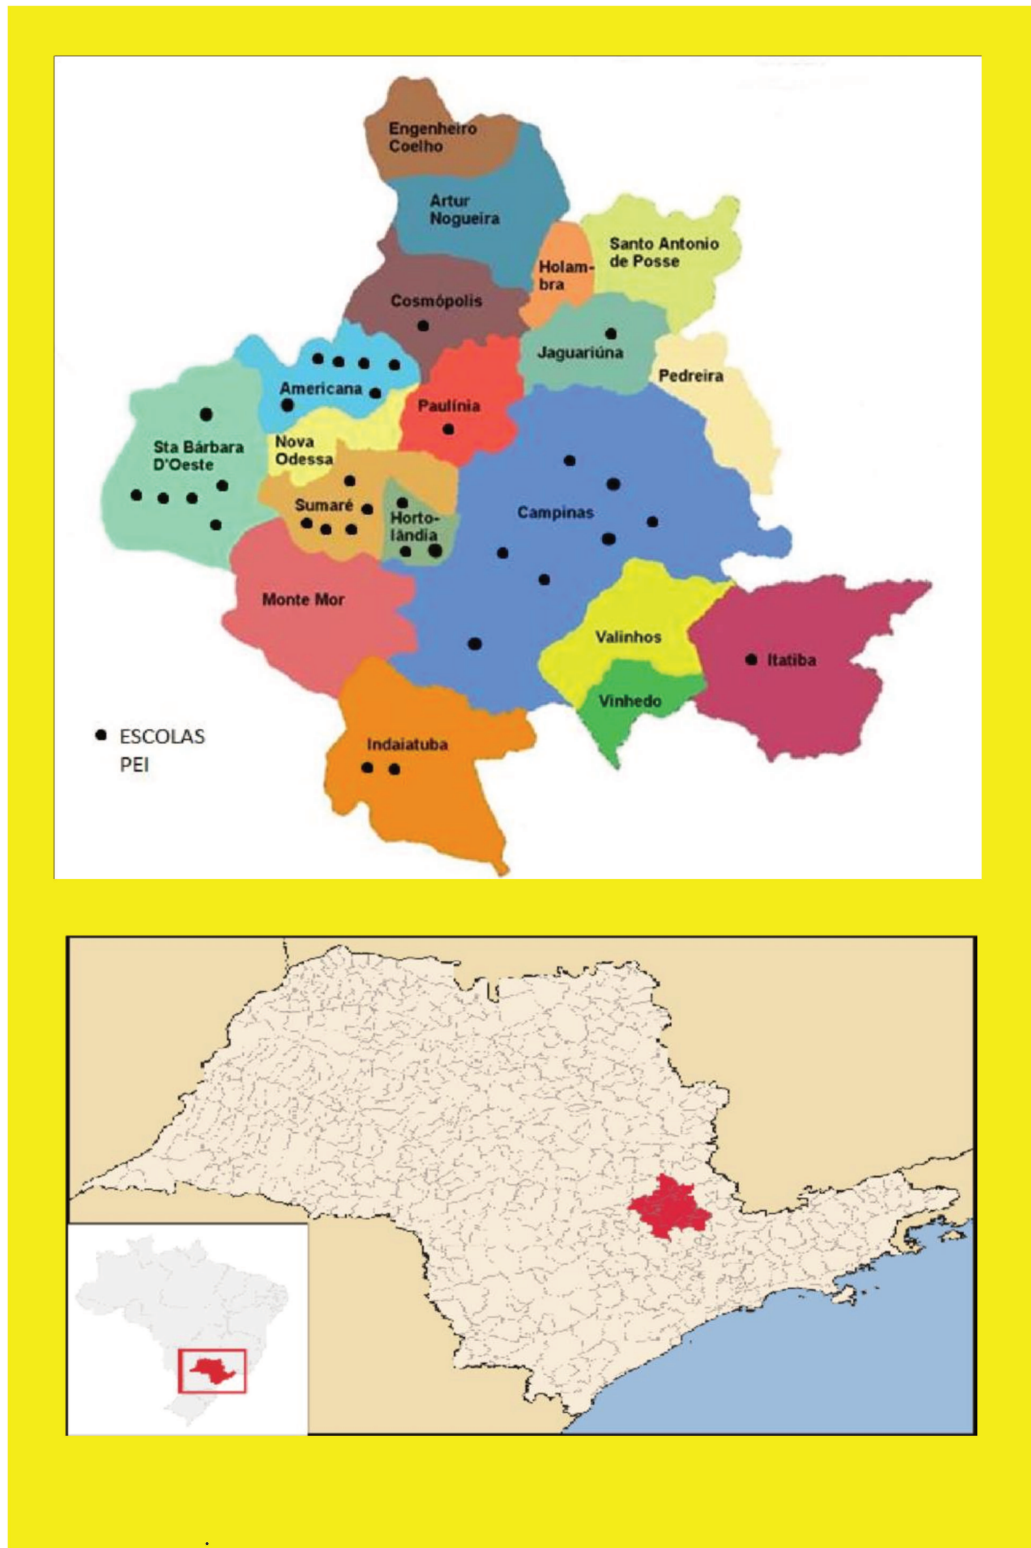 Engenheiro
Coelho
Artur
Nogueira
Santo Antonio
de Posse
Holam-
bra
Cosmópolis
Jaguariúna
Pedreira
Americana
Paulínia
Nova
Odessa
Sta Bárbara
D'Oeste
Sumaré
Horto-
lândia
Campinas
Monte Mor
Valinhos
Itatiba
Vinhedo
Indaiatuba
ESCOLAS
PEI